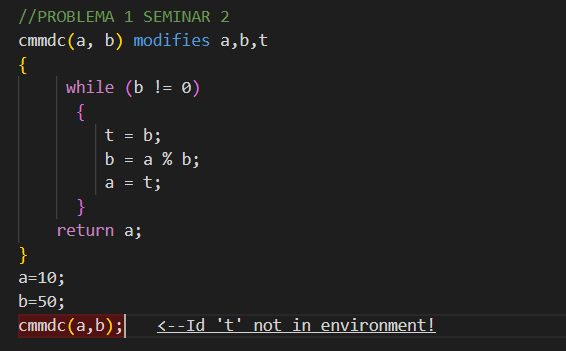 //PROBLEMA 1 SEMINAR 2
cmmdc(a, b) modifies a,b,t
{
while (b != 0)
{
t = b;
b = a % b;
a = t;
}
return a;
}
a=10;
b=50;
cmmdc(a,b); <--Id 't' not in environment!